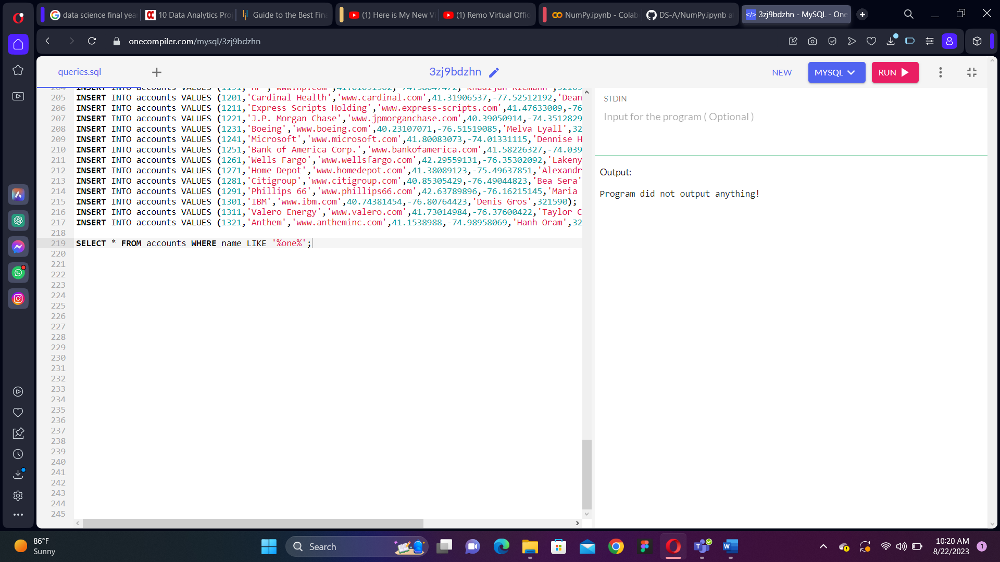 data science final yea
10 Data Analytics Proj
Guide to the Best Fina
(1) Here is My New Vi
(1) Remo Virtual Offic
NumPy.ipynb - Colab
DS-A/NumPy.ipynb a
</> 3zj9bdzhn - MySQL - One
onecompiler.com/mysql/3zj9bdzhn
queries.sql
3zj9bdzhn
NEW
MYSQL
RUN
205 INSERT INTO accounts VALUES (1201,'Cardinal Health','www.cardinal.com',41.31906537,-77.52512192,'Dean
206 INSERT INTO accounts VALUES (1211,'Express Scripts Holding','www.express-scripts.com',41.47633009,-76
207 INSERT INTO accounts VALUES (1221,'J.P. Morgan Chase','www.jpmorganchase.com',40.39050914,-74.3512829
208 INSERT INTO accounts VALUES (1231,'Boeing','www.boeing.com',40.23107071,-76.51519085,'Melva Lyall',32
209 INSERT INTO accounts VALUES (1241,'Microsoft','www.microsoft.com',41.80083073,-74.01331115,'Dennise H
210 INSERT INTO accounts VALUES (1251,'Bank of America Corp.','www.bankofamerica.com',41.58226327,-74.039
211 INSERT INTO accounts VALUES (1261,'Wells Fargo','www.wellsfargo.com',42.29559131,-76.35302092,'Lakeny
212 INSERT INTO accounts VALUES (1271,'Home Depot','www.homedepot.com',41.38089123,-75.49637851,'Alexandr
213 INSERT INTO accounts VALUES (1281,'Citigroup','www.citigroup.com',40.85305429,-76.49044823,'Bea Sera'
214 INSERT INTO accounts VALUES (1291,'Phillips 66','www.phillips66.com',42.63789896,-76.16215145,'Maria
215 INSERT INTO accounts VALUES (1301,'IBM','www.ibm.com',40.74381454,-76.80764423,'Denis Gros',321590);
216 INSERT INTO accounts VALUES (1311,'Valero Energy','www.valero.com',41.73014984,-76.37600422,'Taylor C
217 INSERT INTO accounts VALUES (1321,'Anthem','www.antheminc.com',41.1538988,-74.98958069,'Hanh Oram',32
218
219 SELECT * FROM accounts WHERE name LIKE '%one%';
220
221
222
223
224
225
226
227
228
229
230
231
232
233
234
235
236
237
238
239
240
241
242
243
244
245
STDIN
Input for the program ( Optional )
Output:
Program did not output anything!
86°F
Sunny
Search
10:20 AM
8/22/2023
1